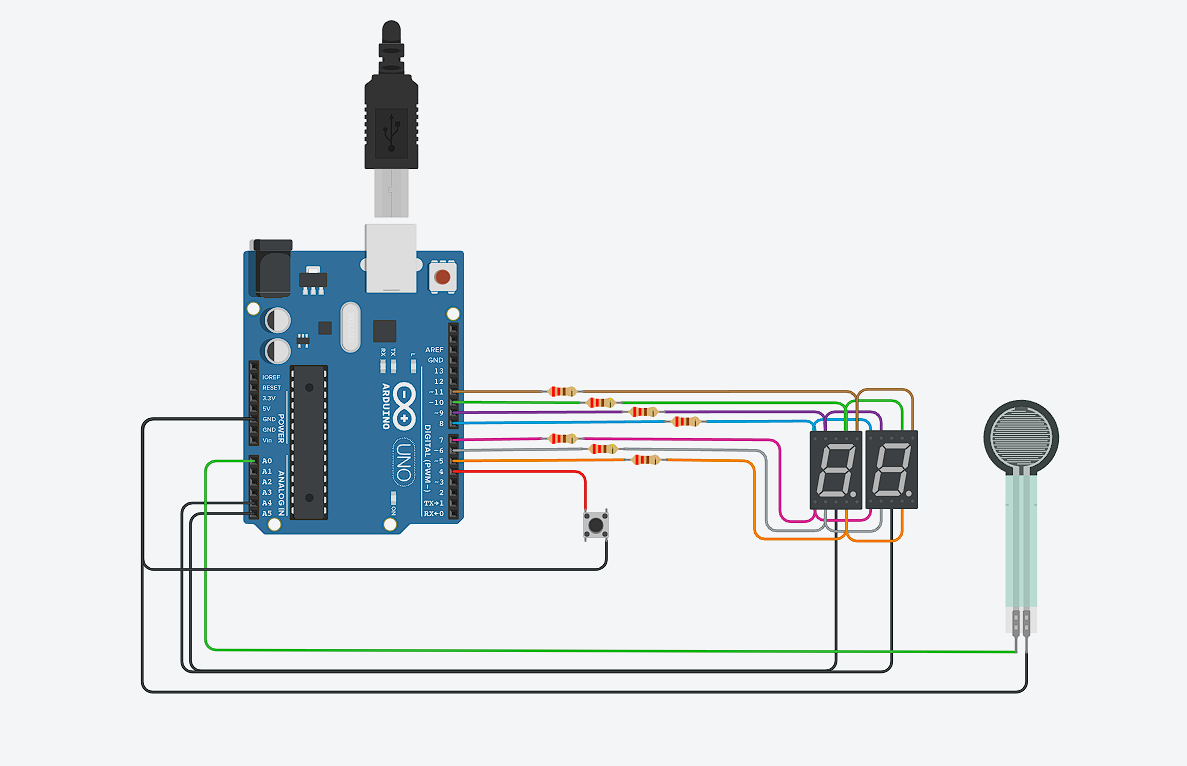 AREF
GND
13
12
~11
~10
~9
8
7
~6
~5
4
~3
2
TX→1
RX←0
DIGITAL (PWM~)
IOREF
RESET
3.3V
5V
GND
GND
Vin
POWER
A0
A1
A2
A3
A4
A5
ANALOG IN
RX
TX
L
ARDUINO
UNO
ON